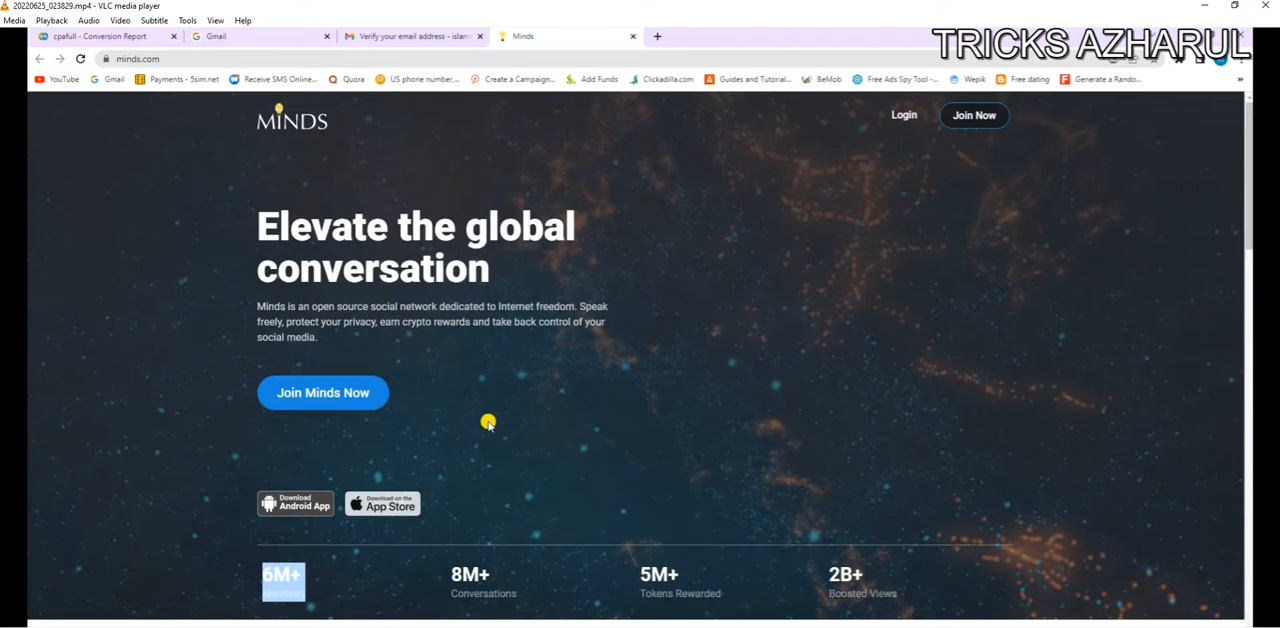 20220625_023829.mp4 - VLC media player
Media Playback Audio Video Subtitle Tools View Help
cpafull - Conversion Report
Gmail
Verify your email address - islam
Minds
TRICKS AZHARUL
minds.com
YouTube
Gmail
Payments - 5sim.net
Receive SMS Online...
Quora
US phone number,...
Create a Campaign...
Add Funds
Clickadilla.com
Guides and Tutorial...
BeMob
Free Ads Spy Tool -...
Wepik
Free dating
Generate a Rando...
MINDS
Login
Join Now
Elevate the global
conversation
Minds is an open source social network dedicated to Internet freedom. Speak
freely, protect your privacy, earn crypto rewards and take back control of your
social media.
Join Minds Now
Download
Android App
Download on the
App Store
6M+
Members
8M+
Conversations
5M+
Tokens Rewarded
2B+
Boosted Views